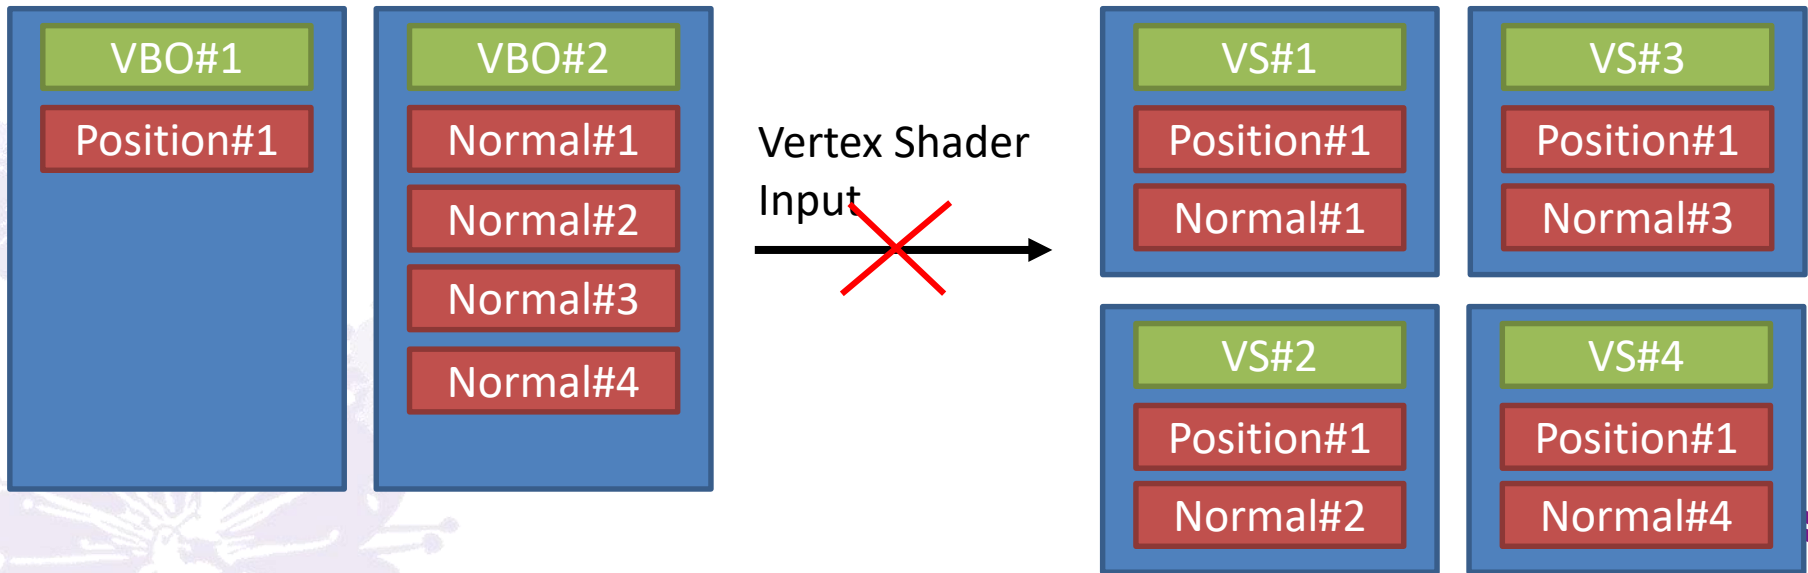 VBO#1
Position#1
VBO#2
Normal#1
Normal#2
Normal#3
Normal#4
Vertex Shader
Input
VS#1
Position#1
Normal#1
VS#3
Position#1
Normal#3
VS#2
Position#1
Normal#2
VS#4
Position#1
Normal#4